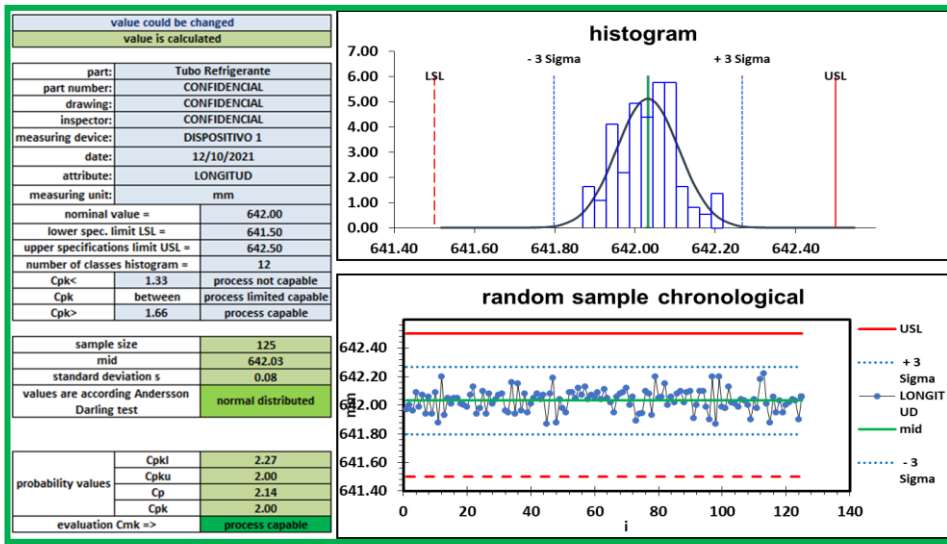 value could be changed
value is calculated
part: Tubo Refrigerante
part number: CONFIDENCIAL
drawing: CONFIDENCIAL
inspector: CONFIDENCIAL
measuring device: DISPOSITIVO 1
date: 12/10/2021
attribute: LONGITUD
measuring unit: mm
nominal value = 642.00
lower spec. limit LSL = 641.50
upper specifications limit USL = 642.50
number of classes histogram = 12
Cpk< 1.33 process not capable
Cpk between process limited capable
Cpk> 1.66 process capable
sample size 125
mid 642.03
standard deviation s 0.08
values are according Andersson
Darling test normal distributed
probability values
Cpkl 2.27
Cpku 2.00
Cp 2.14
Cpk 2.00
evaluation Cmk => process capable
histogram
LSL - 3 Sigma + 3 Sigma USL
7.00
6.00
5.00
4.00
3.00
2.00
1.00
0.00
641.40 641.60 641.80 642.00 642.20 642.40
random sample chronological
642.40
642.20
642.00
641.80
641.60
641.40
mm
0 20 40 60 80 100 120 140
i
USL
+ 3
Sigma
LONGIT
UD
mid
- 3
Sigma